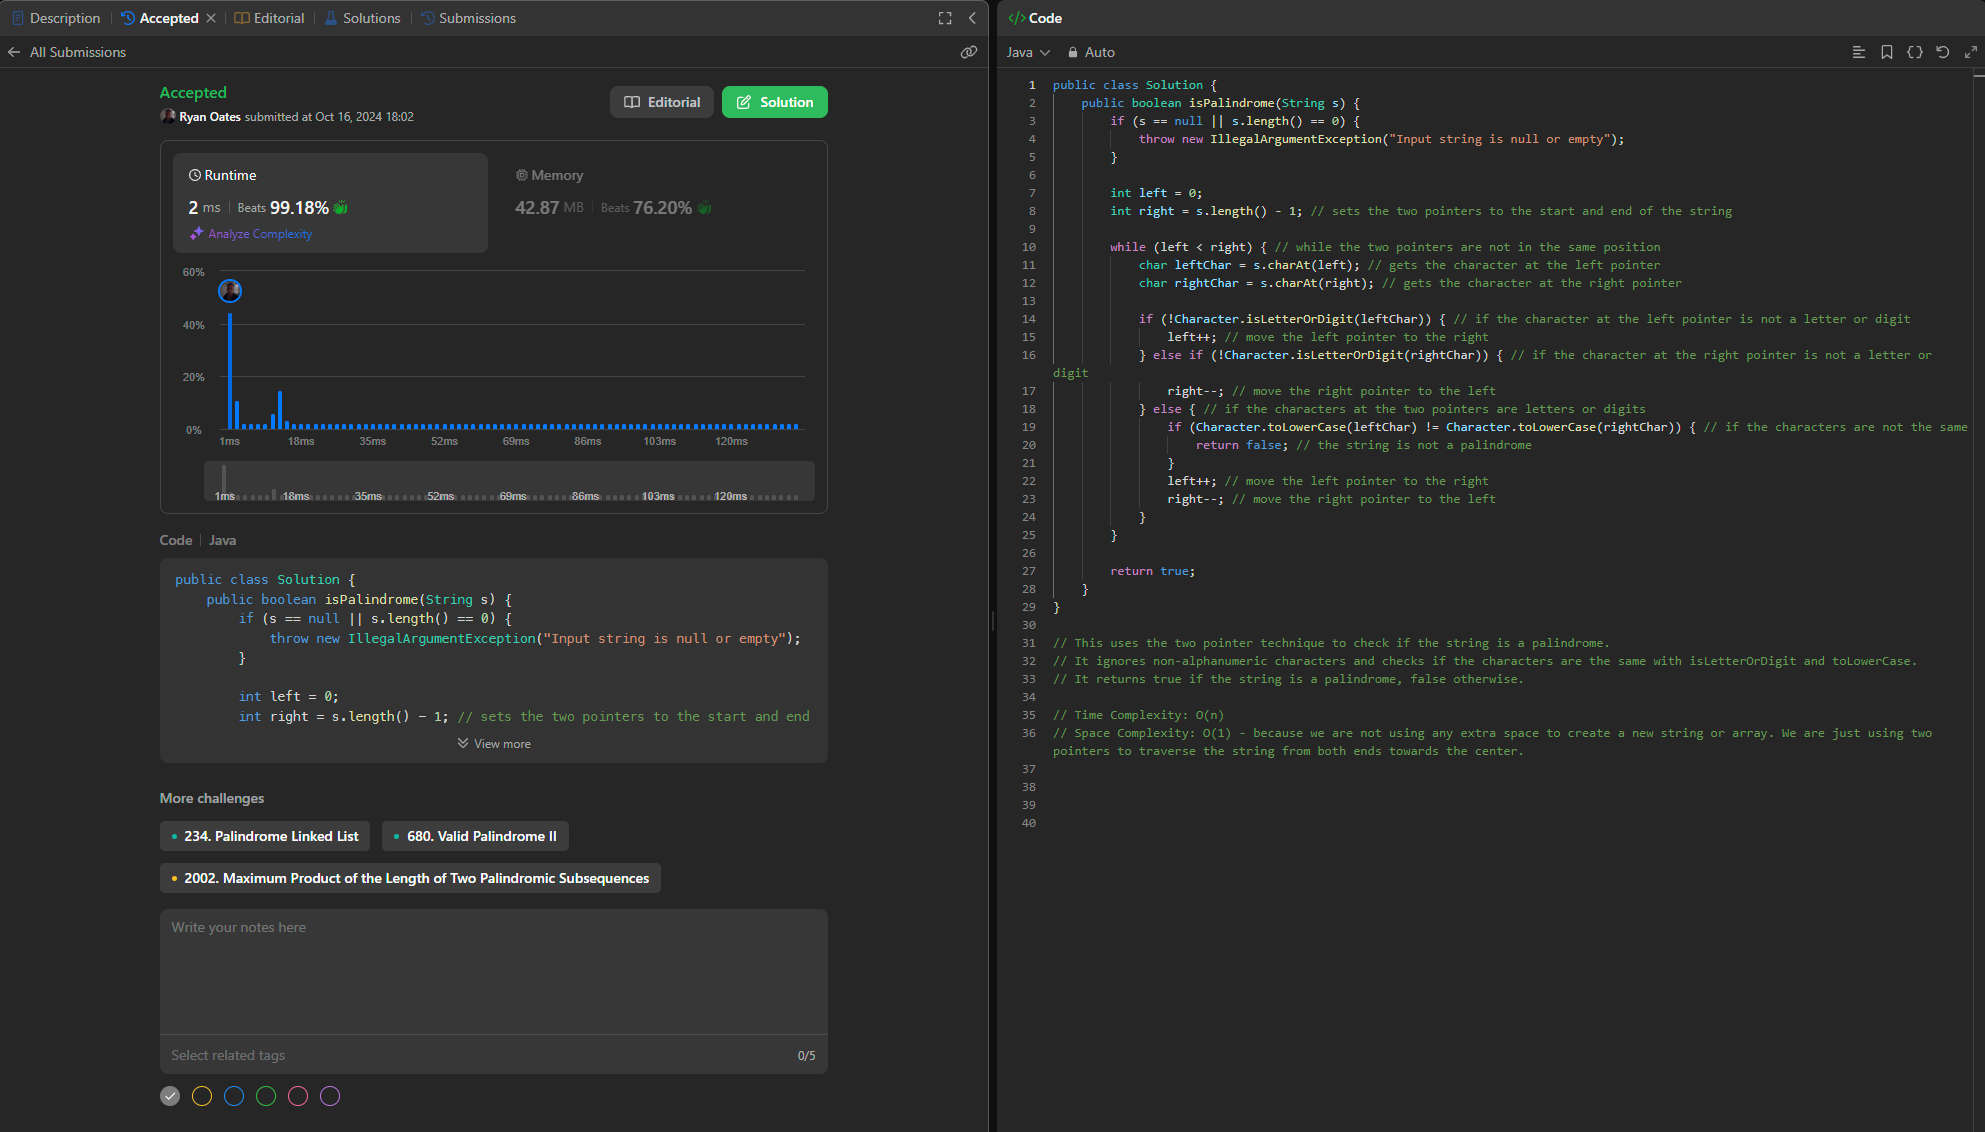 Description
Accepted
Editorial
Solutions
Submissions
All Submissions
Accepted
Ryan Oates submitted at Oct 16, 2024 18:02
Editorial
Solution
Runtime
2 ms | Beats 99.18%
Analyze Complexity
Memory
42.87 MB | Beats 76.20%
60%
40%
20%
0%
1ms 18ms 35ms 52ms 69ms 86ms 103ms 120ms
1ms 18ms 35ms 52ms 69ms 86ms 103ms 120ms
Code | Java
public class Solution {
    public boolean isPalindrome(String s) {
        if (s == null || s.length() == 0) {
            throw new IllegalArgumentException("Input string is null or empty");
        }
        int left = 0;
        int right = s.length() - 1; // sets the two pointers to the start and end
View more
More challenges
234. Palindrome Linked List
680. Valid Palindrome II
2002. Maximum Product of the Length of Two Palindromic Subsequences
Write your notes here
Select related tags
0/5
</> Code
Java
Auto
1 public class Solution {
2     public boolean isPalindrome(String s) {
3         if (s == null || s.length() == 0) {
4             throw new IllegalArgumentException("Input string is null or empty");
5         }
6
7         int left = 0;
8         int right = s.length() - 1; // sets the two pointers to the start and end of the string
9
10         while (left < right) { // while the two pointers are not in the same position
11             char leftChar = s.charAt(left); // gets the character at the left pointer
12             char rightChar = s.charAt(right); // gets the character at the right pointer
13
14             if (!Character.isLetterOrDigit(leftChar)) { // if the character at the left pointer is not a letter or digit
15                 left++; // move the left pointer to the right
16             } else if (!Character.isLetterOrDigit(rightChar)) { // if the character at the right pointer is not a letter or
digit
17                 right--; // move the right pointer to the left
18             } else { // if the characters at the two pointers are letters or digits
19                 if (Character.toLowerCase(leftChar) != Character.toLowerCase(rightChar)) { // if the characters are not the same
20                     return false; // the string is not a palindrome
21                 }
22                 left++; // move the left pointer to the right
23                 right--; // move the right pointer to the left
24             }
25         }
26
27         return true;
28     }
29 }
30
31 // This uses the two pointer technique to check if the string is a palindrome.
32 // It ignores non-alphanumeric characters and checks if the characters are the same with isLetterOrDigit and toLowerCase.
33 // It returns true if the string is a palindrome, false otherwise.
34
35 // Time Complexity: O(n)
36 // Space Complexity: O(1) - because we are not using any extra space to create a new string or array. We are just using two
pointers to traverse the string from both ends towards the center.
37
38
39
40